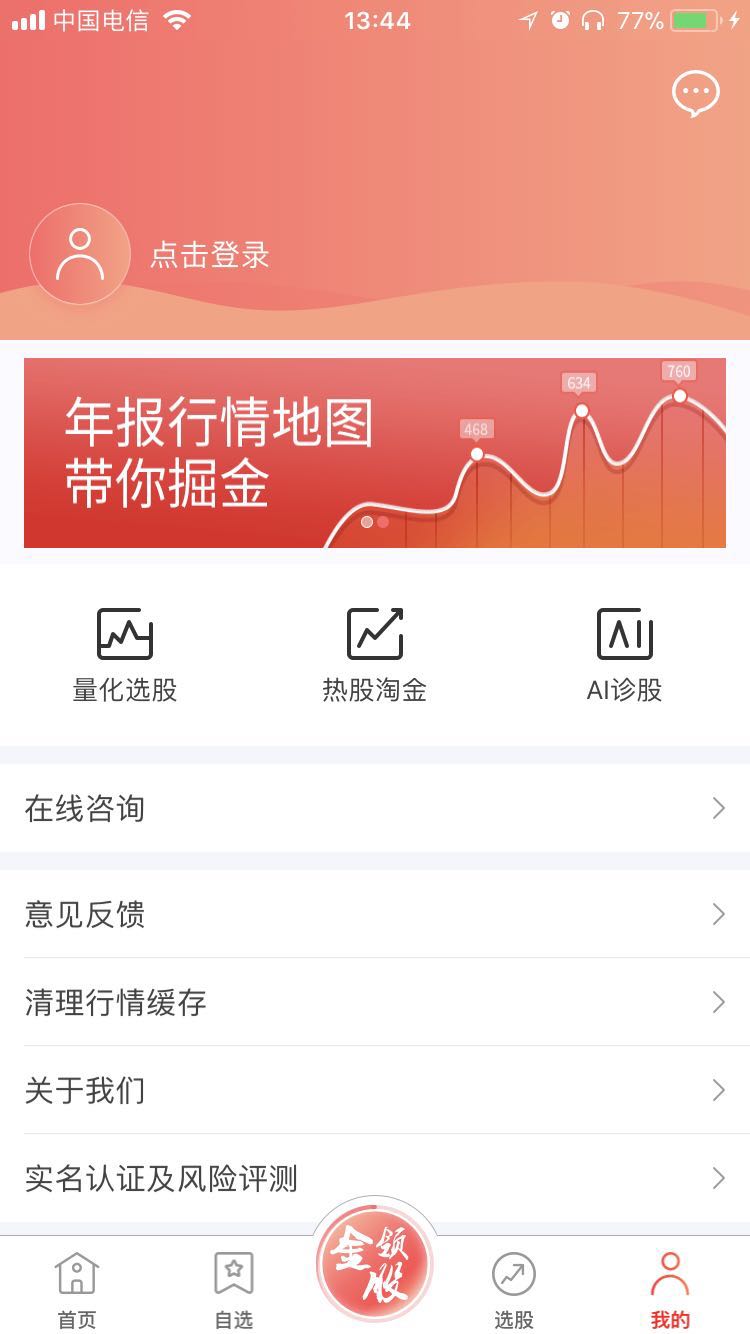 中国电信 13:44 77%
点击登录
年报行情地图
带你掘金
468
634
760
量化选股 热股淘金 AI诊股
在线咨询
意见反馈
清理行情缓存
关于我们
实名认证及风险评测
金领股
首页 自选 选股 我的